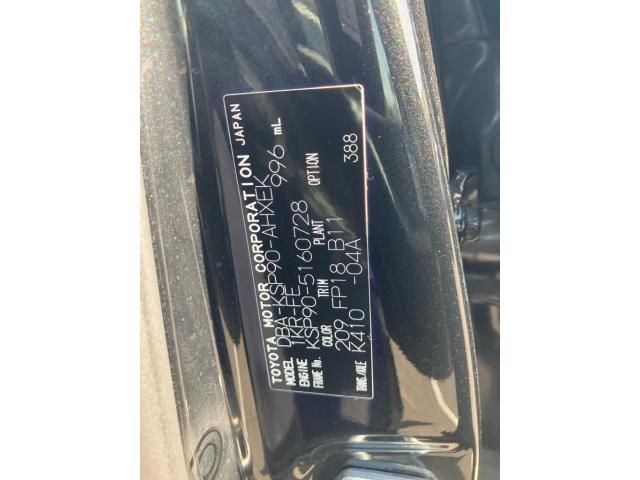 TOYOTA MOTOR CORPORATION JAPAN
MODEL DBA-KSP90-AHXEK
ENGINE 1KR-FE 996 mL
FRAME No. KSP90-5160728
COLOR TRIM PLANT OPTION
209 FP18 B11 388
TRANS./AXLE K410 -04A